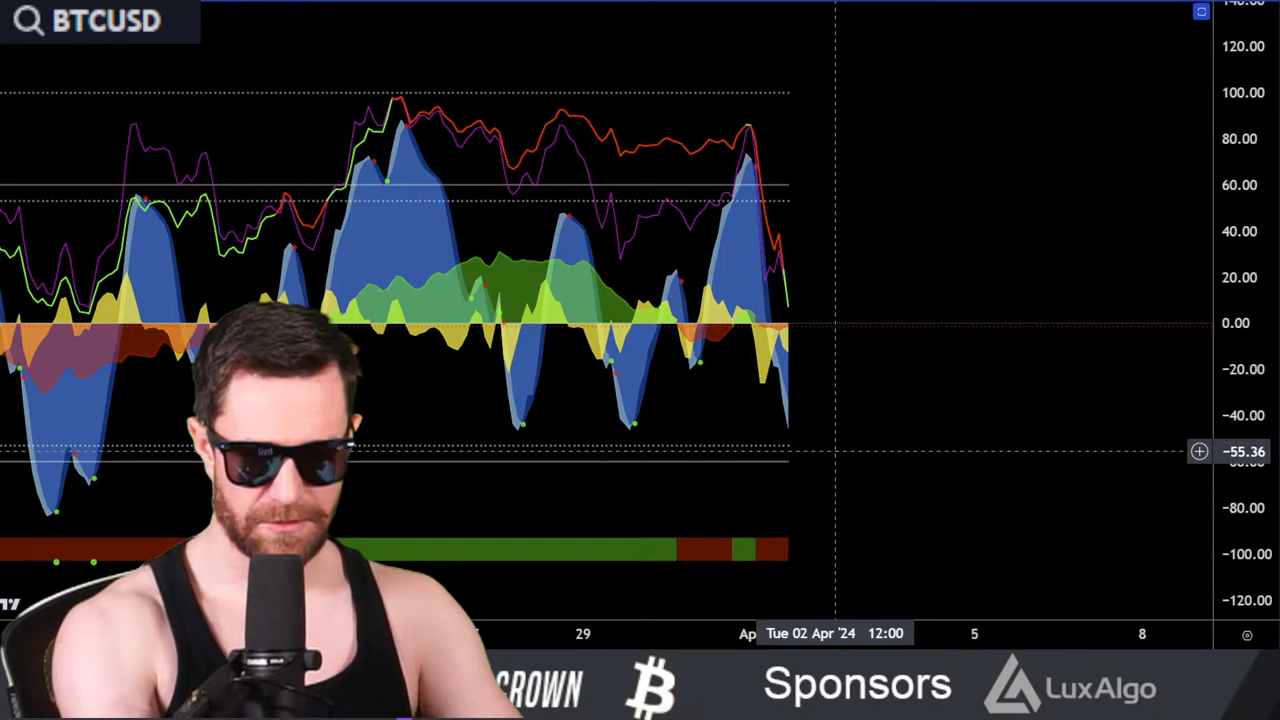 BTCUSD
120.00
100.00
80.00
60.00
40.00
20.00
0.00
−20.00
−40.00
−55.36
−80.00
−100.00
−120.00
29
Ap
Tue 02 Apr '24 12:00
5
8
CROWN
Sponsors
LuxAlgo